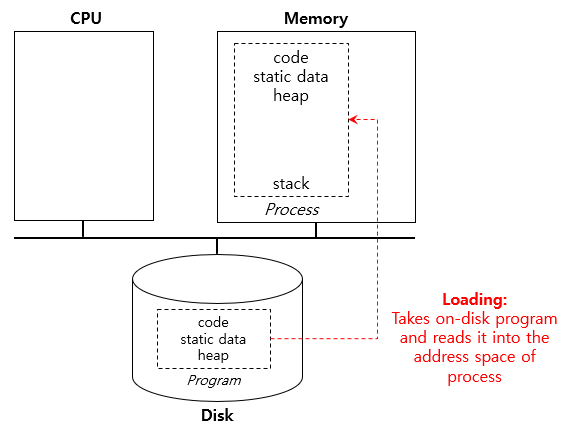 CPU
Memory
code
static data
heap
stack
Process
code
static data
heap
Program
Disk
Loading:
Takes on-disk program
and reads it into the
address space of
process